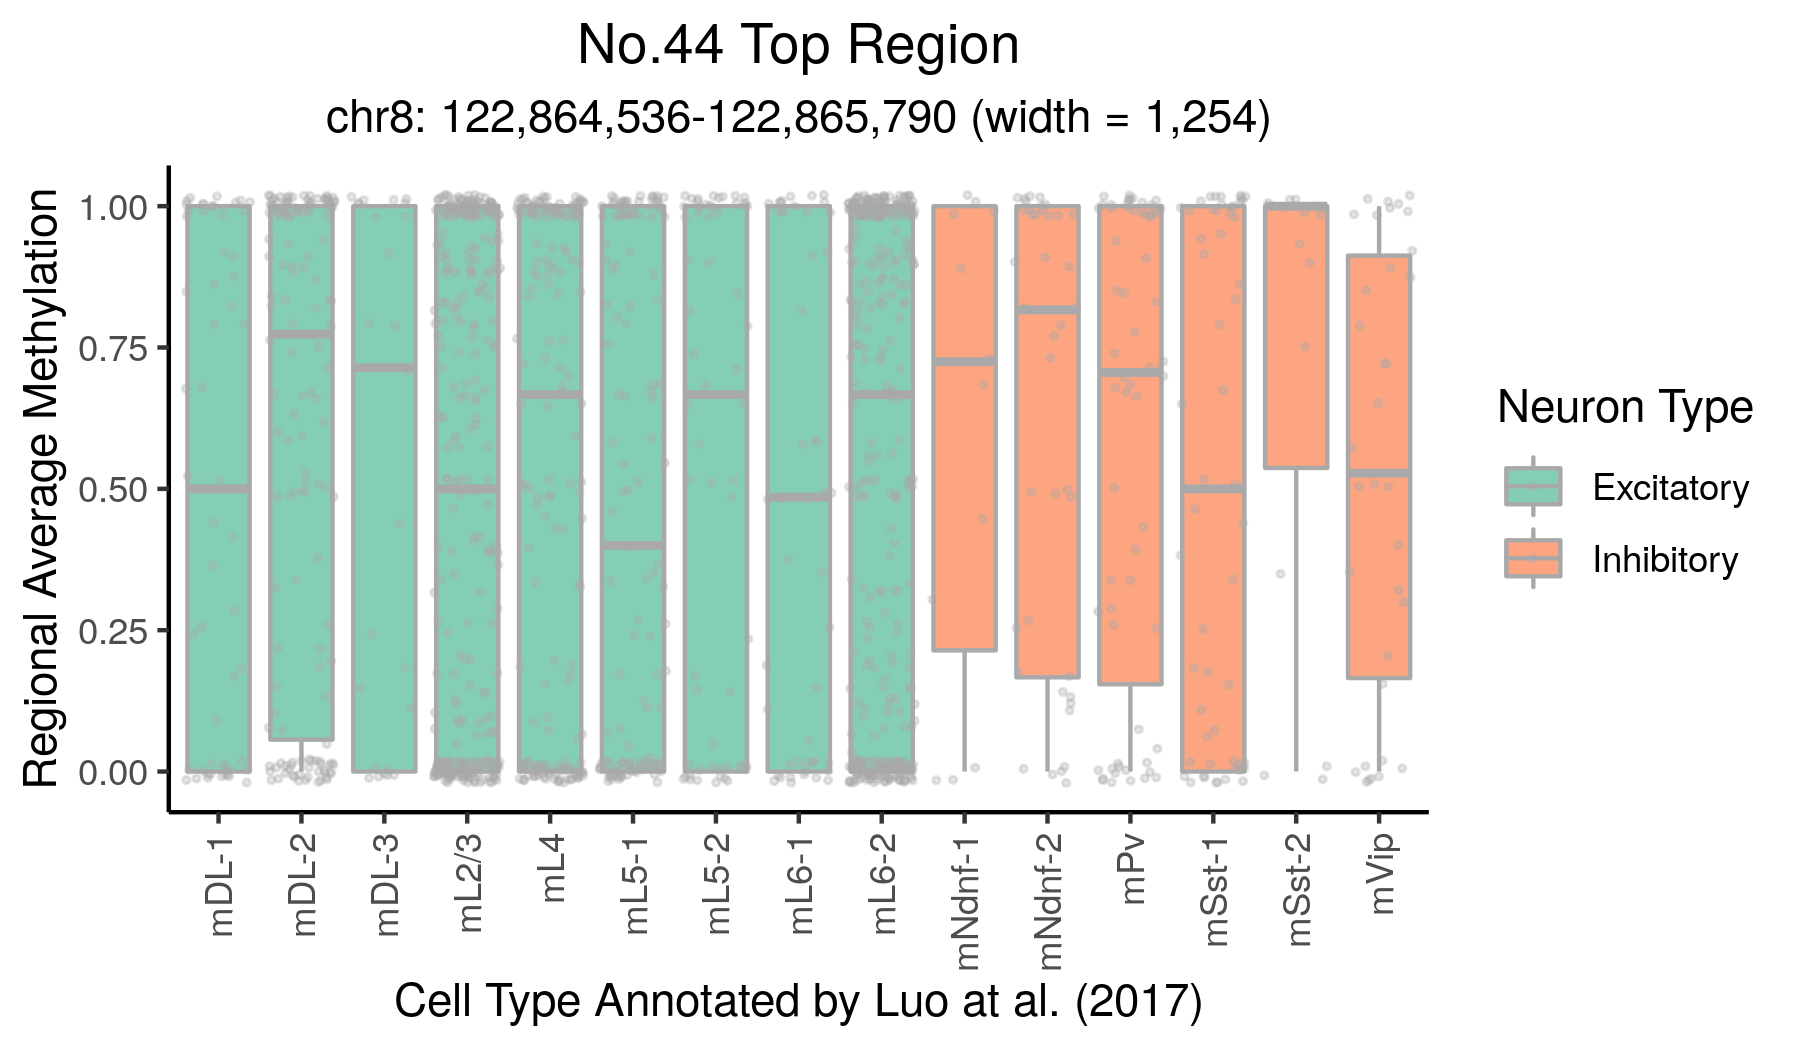 No.44 Top Region
chr8: 122,864,536-122,865,790 (width = 1,254)
Regional Average Methylation
1.00
0.75
0.50
0.25
0.00
mDL-1
mDL-2
mDL-3
mL2/3
mL4
mL5-1
mL5-2
mL6-1
mL6-2
mNdnf-1
mNdnf-2
mPv
mSst-1
mSst-2
mVip
Cell Type Annotated by Luo at al. (2017)
Neuron Type
Excitatory
Inhibitory